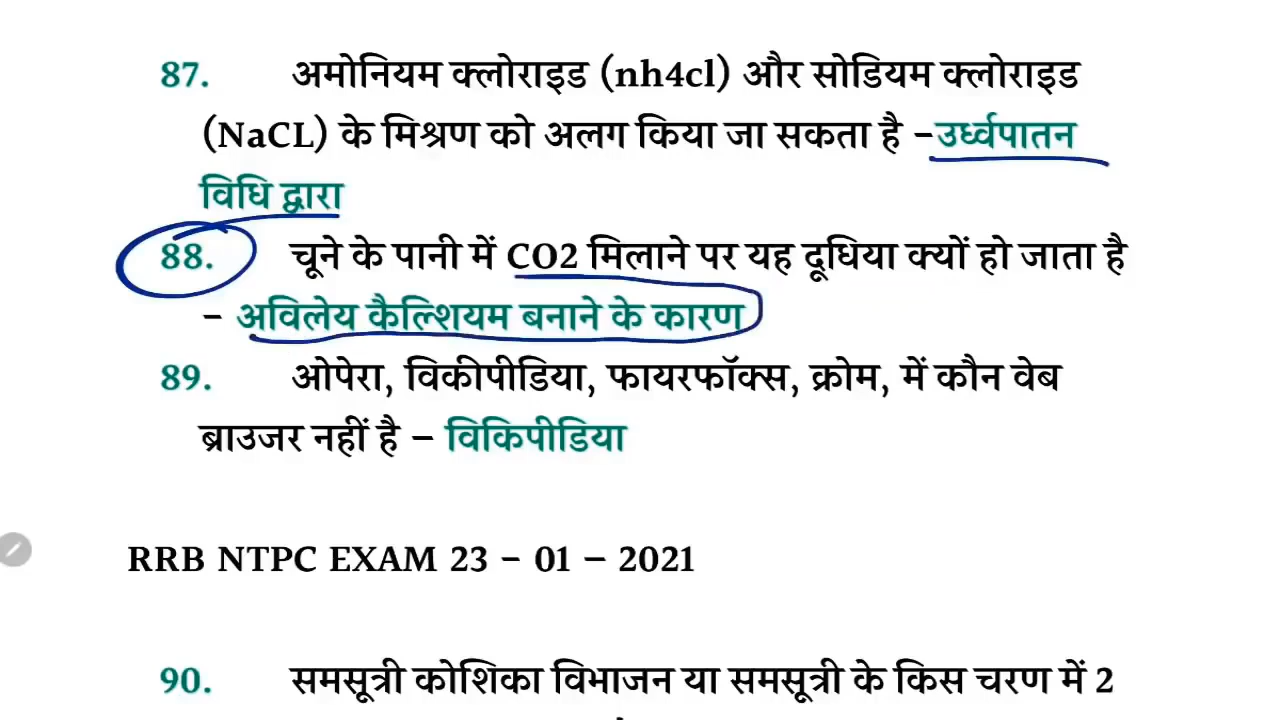 87. अमोनियम क्लोराइड (nh4cl) और सोडियम क्लोराइड
(NaCL) के मिश्रण को अलग किया जा सकता है –उर्ध्वपातन
विधि द्वारा
88. चूने के पानी में CO2 मिलाने पर यह दूधिया क्यों हो जाता है
– अविलेय कैल्शियम बनाने के कारण
89. ओपेरा, विकीपीडिया, फायरफॉक्स, क्रोम, में कौन वेब
ब्राउजर नहीं है – विकिपीडिया
RRB NTPC EXAM 23 – 01 – 2021
90. समसूत्री कोशिका विभाजन या समसूत्री के किस चरण में 2